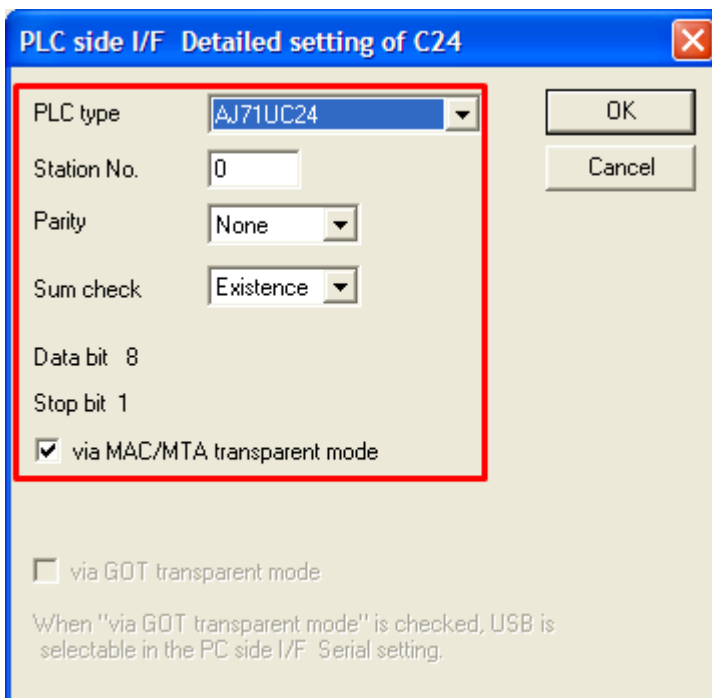 PLC side I/F Detailed setting of C24
PLC type AJ71UC24 OK
Station No. 0 Cancel
Parity None
Sum check Existence
Data bit 8
Stop bit 1
via MAC/MTA transparent mode
via GOT transparent mode
When "via GOT transparent mode" is checked, USB is
selectable in the PC side I/F Serial setting.